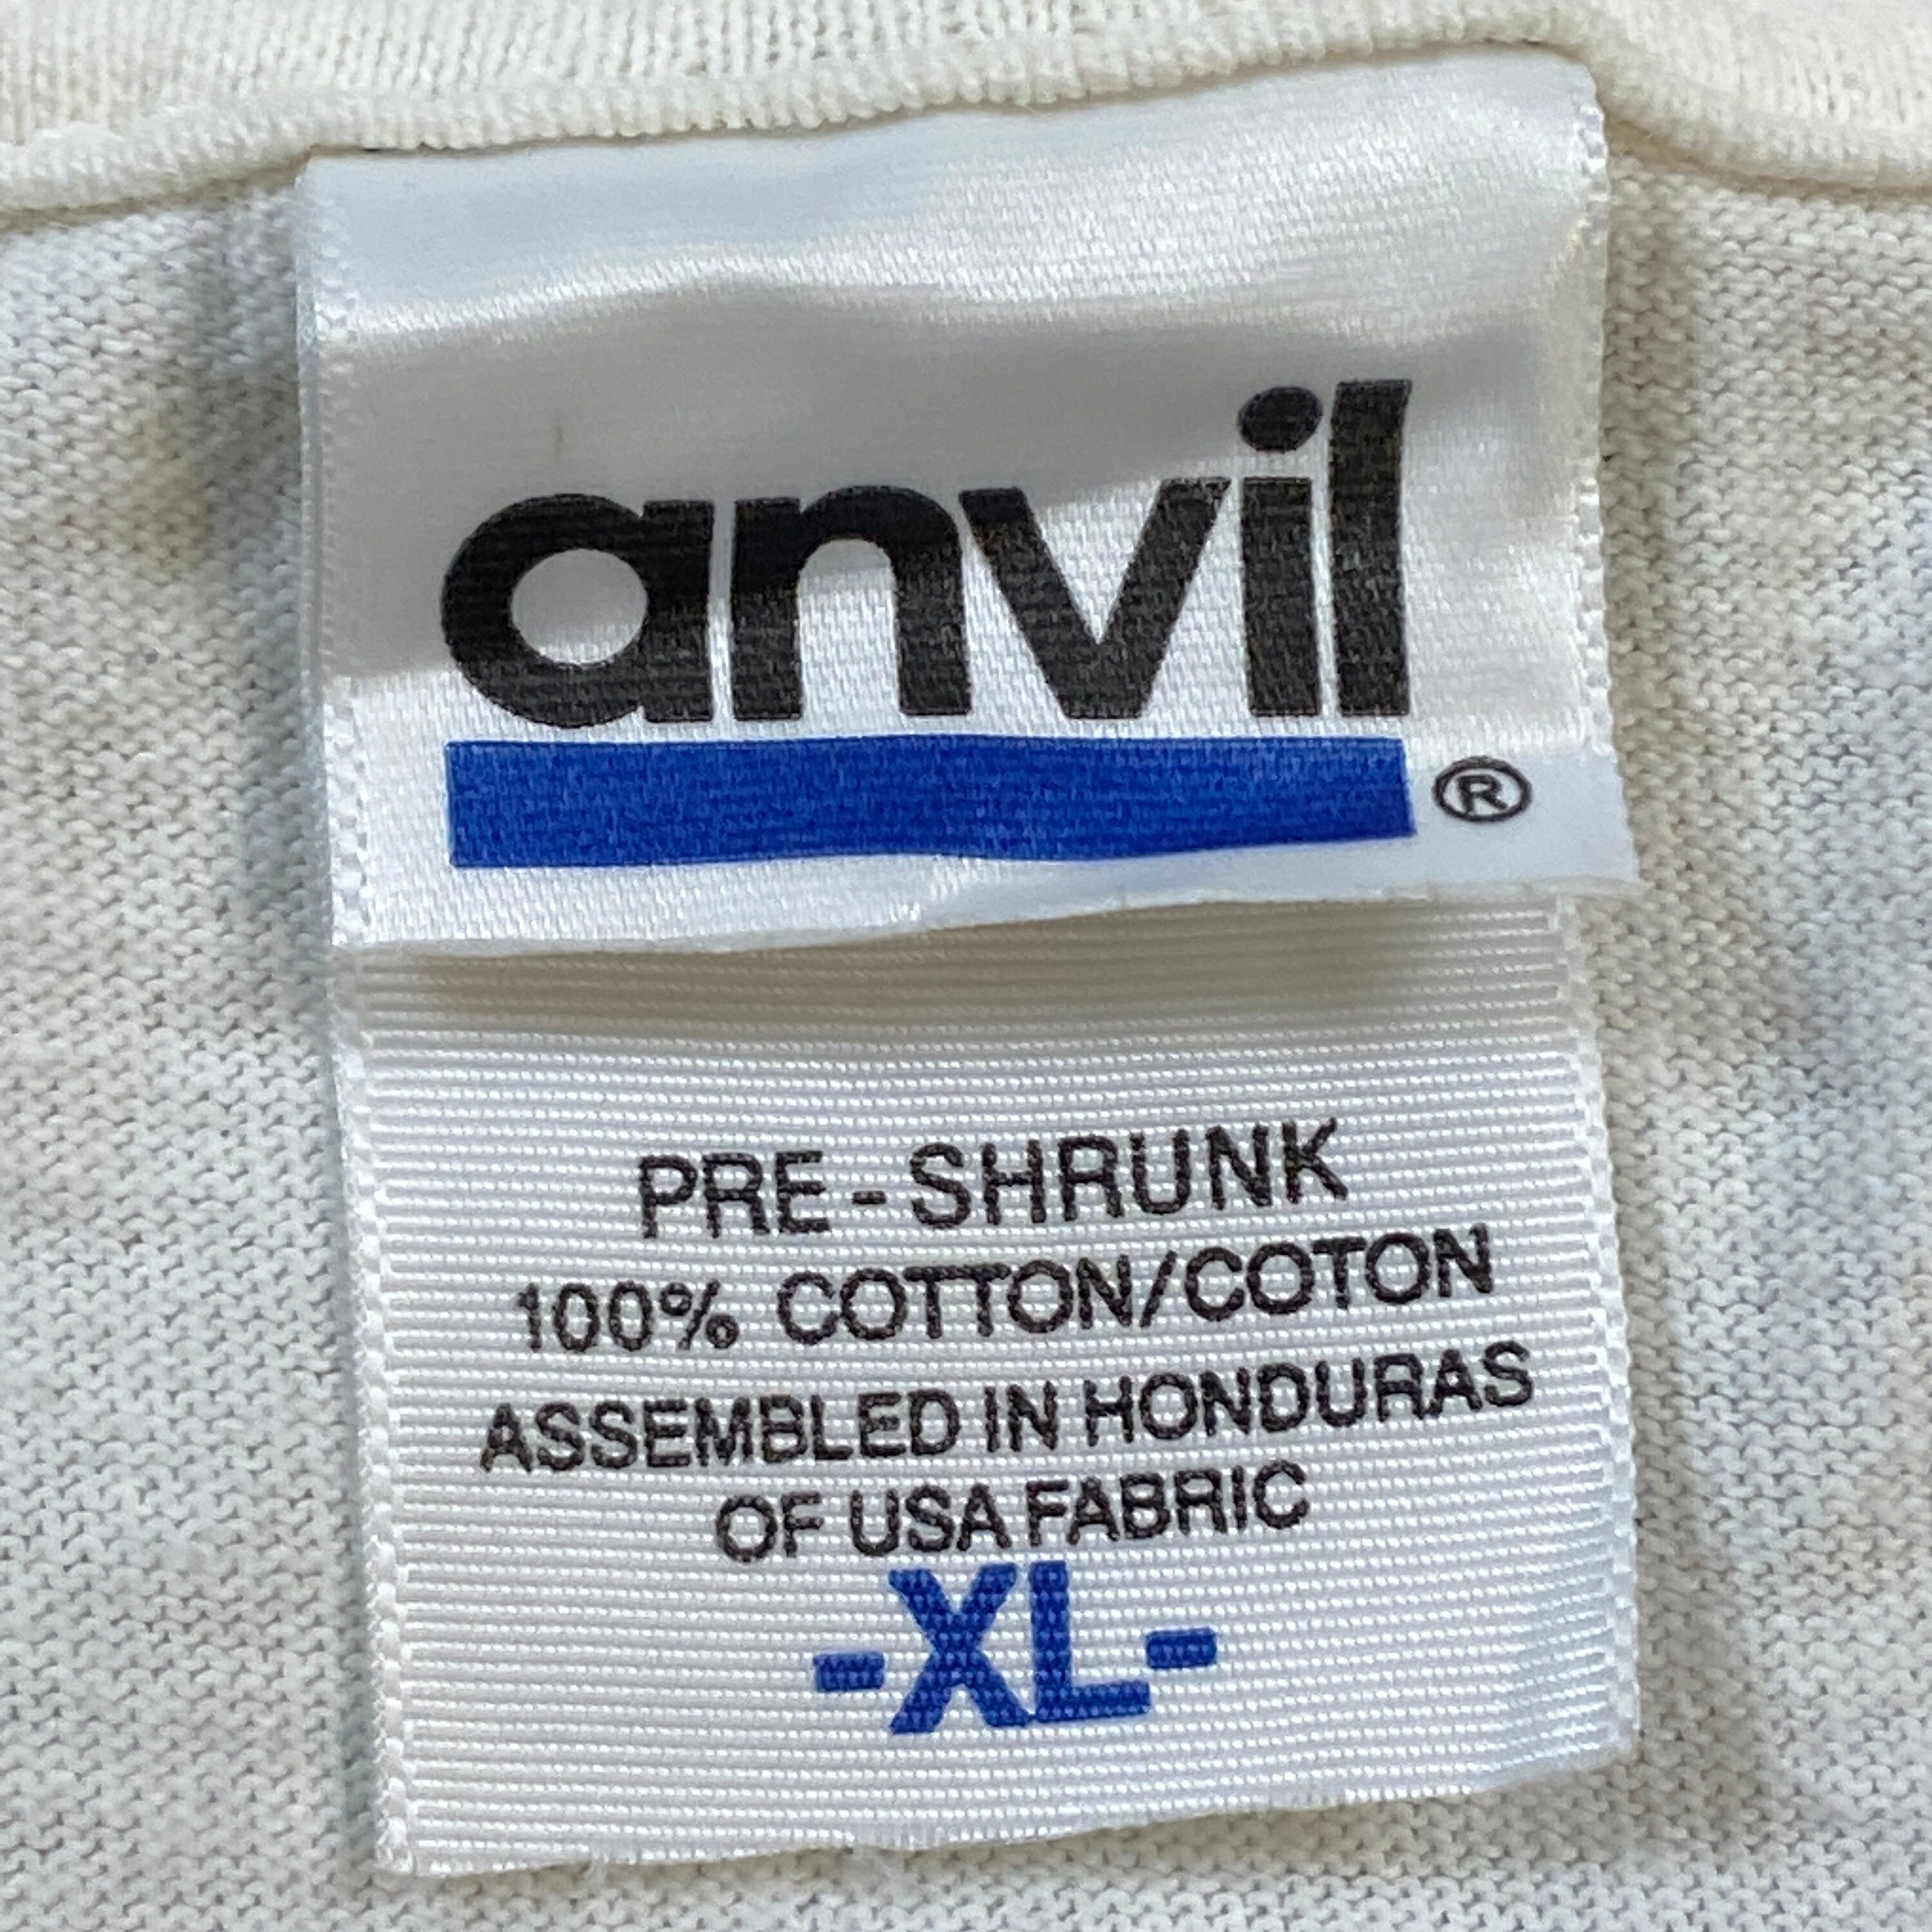 anvil
®
PRE-SHRUNK
100% COTTON/COTON
ASSEMBLED IN HONDURAS
OF USA FABRIC
-XL-